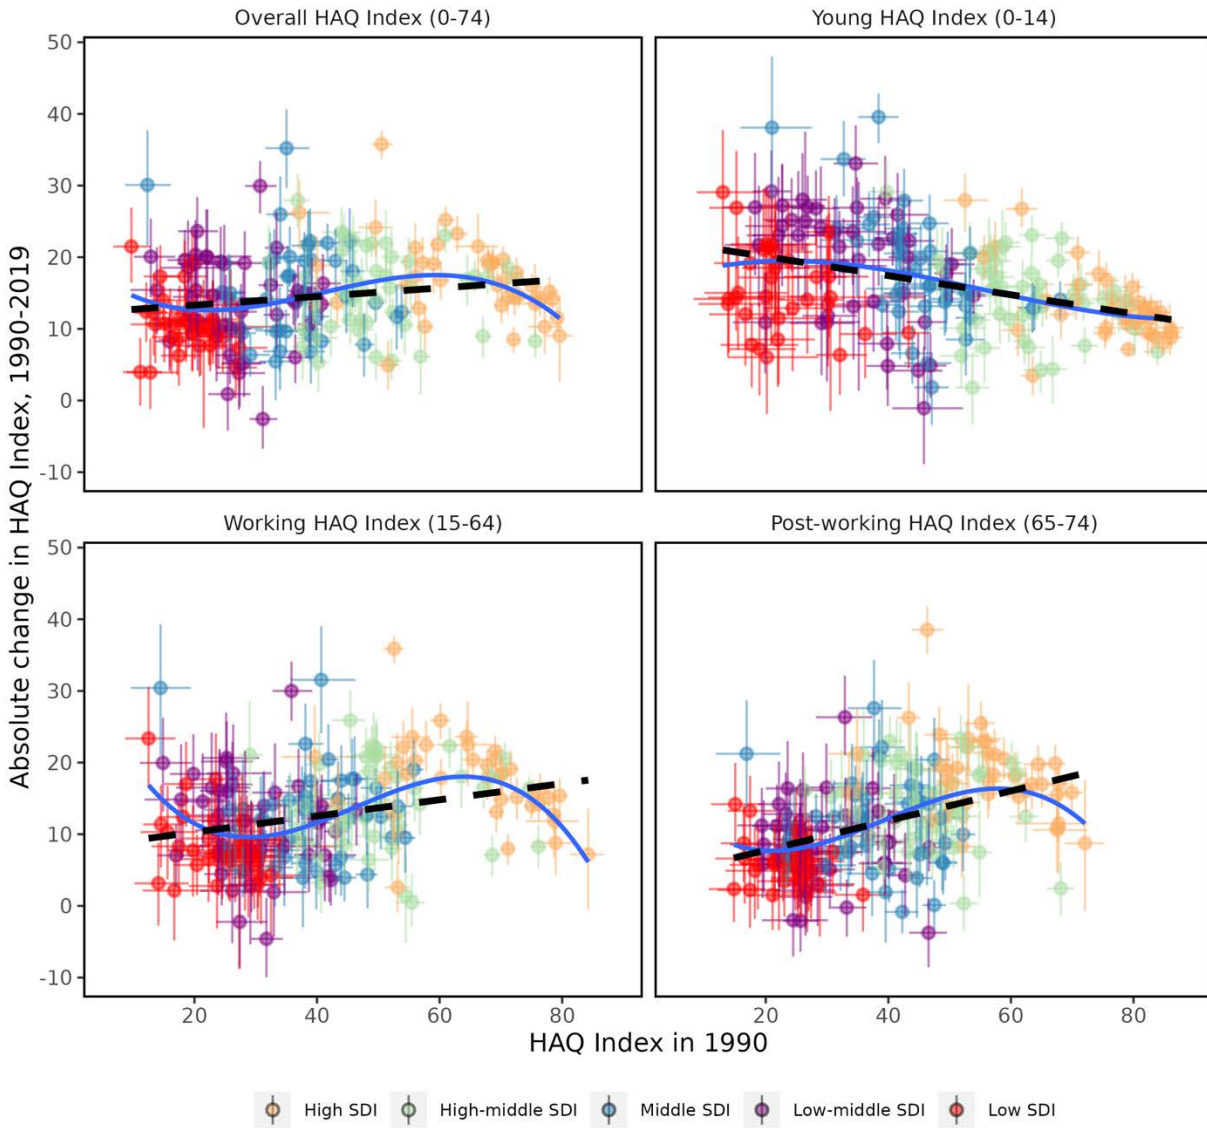 Overall HAQ Index (0-74)
Young HAQ Index (0-14)
50
40
30
20
10
0
-10
Working HAQ Index (15-64)
Post-working HAQ Index (65-74)
50
40
30
20
10
0
-10
Absolute change in HAQ Index, 1990-2019
20 40 60 80
20 40 60 80
HAQ Index in 1990
High SDI High-middle SDI Middle SDI Low-middle SDI Low SDI